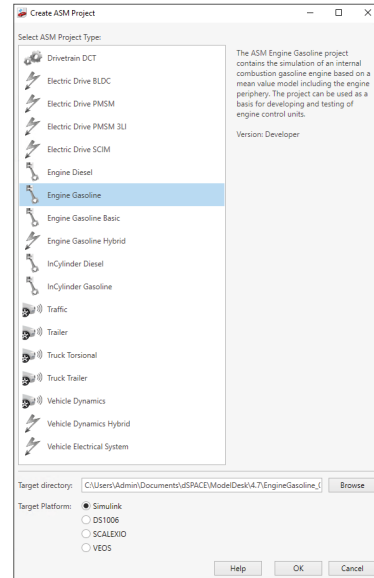 Create ASM Project
Select ASM Project Type:
Drivetrain DCT
Electric Drive BLDC
Electric Drive PMSM
Electric Drive PMSM 3LI
Electric Drive SCIM
Engine Diesel
Engine Gasoline
Engine Gasoline Basic
Engine Gasoline Hybrid
InCylinder Diesel
InCylinder Gasoline
Traffic
Trailer
Truck Torsional
Truck Trailer
Vehicle Dynamics
Vehicle Dynamics Hybrid
Vehicle Electrical System
The ASM Engine Gasoline project
contains the simulation of an internal
combustion gasoline engine based on a
mean value model including the engine
periphery. The project can be used as a
basis for developing and testing of
engine control units.
Version: Developer
Target directory: C:\Users\Admin\Documents\dSPACE\ModelDesk\4.7\EngineGasoline_( Browse
Target Platform: Simulink
DS1006
SCALEXIO
VEOS
Help OK Cancel